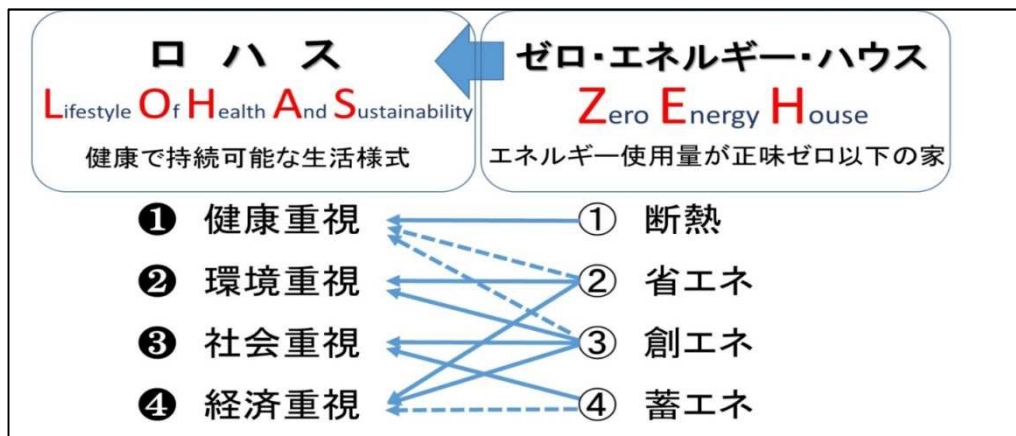 ロハス
Lifestyle Of Health And Sustainability
健康で持続可能な生活様式
ゼロ・エネルギー・ハウス
Zero Energy House
エネルギー使用量が正味ゼロ以下の家
❶ 健康重視
❷ 環境重視
❸ 社会重視
❹ 経済重視
① 断熱
② 省エネ
③ 創エネ
④ 蓄エネ